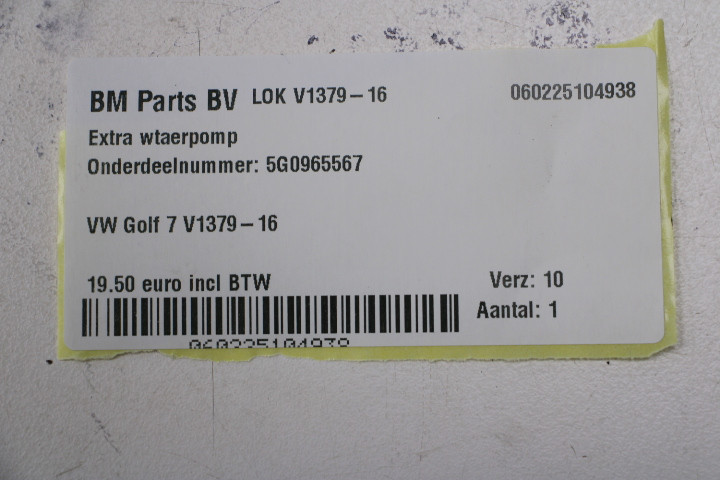 BM Parts BV LOK V1379-16 060225104938
Extra wtaerpomp
Onderdeelnummer: 5G0965567
VW Golf 7 V1379-16
19.50 euro incl BTW Verz: 10
Aantal: 1
060225104938